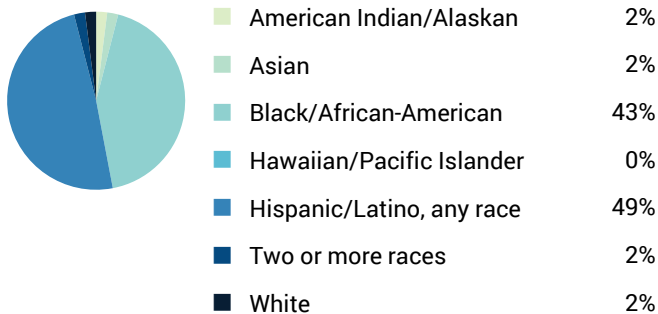 American Indian/Alaskan 2%
Asian 2%
Black/African-American 43%
Hawaiian/Pacific Islander 0%
Hispanic/Latino, any race 49%
Two or more races 2%
White 2%